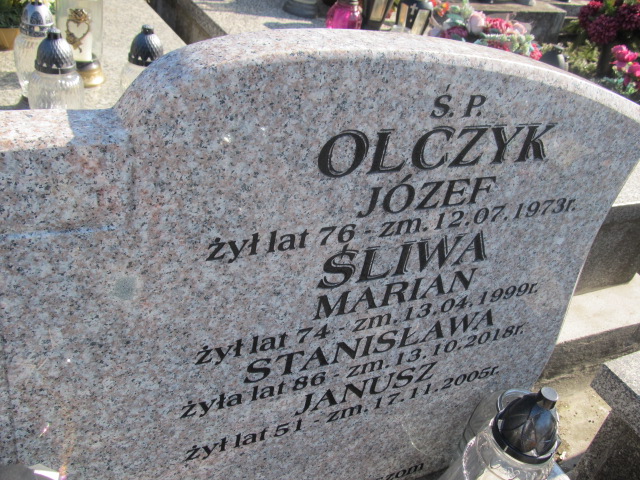 Ś.P.
OLCZYK
JÓZEF
żył lat 76 - zm. 12.07.1973r.
ŚLIWA
MARIAN
żył lat 74 - zm. 13.04.1999r.
STANISŁAWA
żyła lat 86 - zm. 13.10.2018r.
JANUSZ
żył lat 51 - zm. 17.11.2005r.